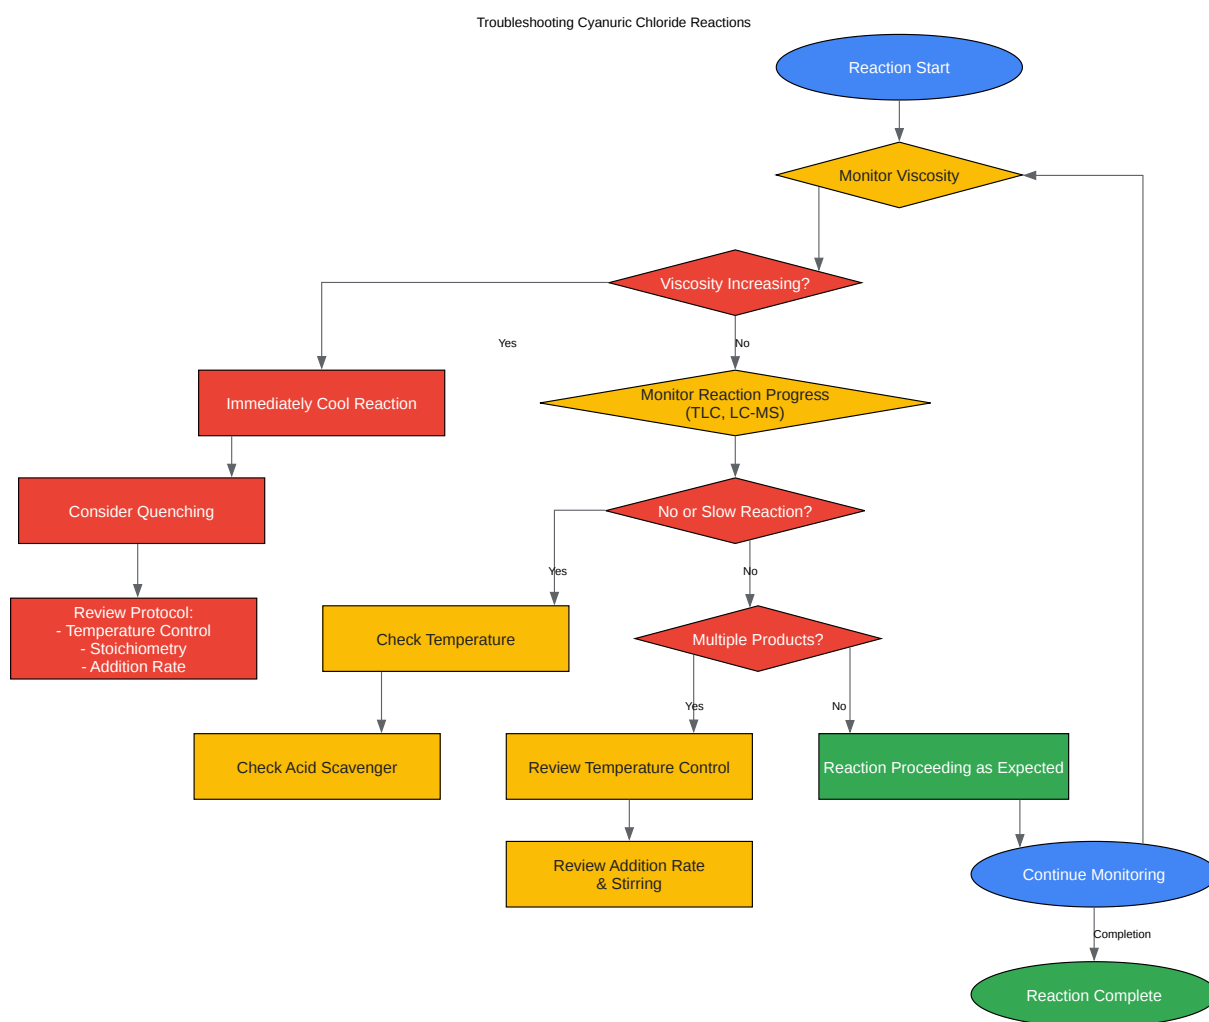 Troubleshooting Cyanuric Chloride Reactions
Reaction Start
Monitor Viscosity
Viscosity Increasing?
Yes
No
Immediately Cool Reaction
Monitor Reaction Progress
(TLC, LC-MS)
Consider Quenching
No or Slow Reaction?
Yes
No
Review Protocol:
- Temperature Control
- Stoichiometry
- Addition Rate
Check Temperature
Multiple Products?
Yes
No
Check Acid Scavenger
Review Temperature Control
Reaction Proceeding as Expected
Review Addition Rate
& Stirring
Continue Monitoring
Completion
Reaction Complete